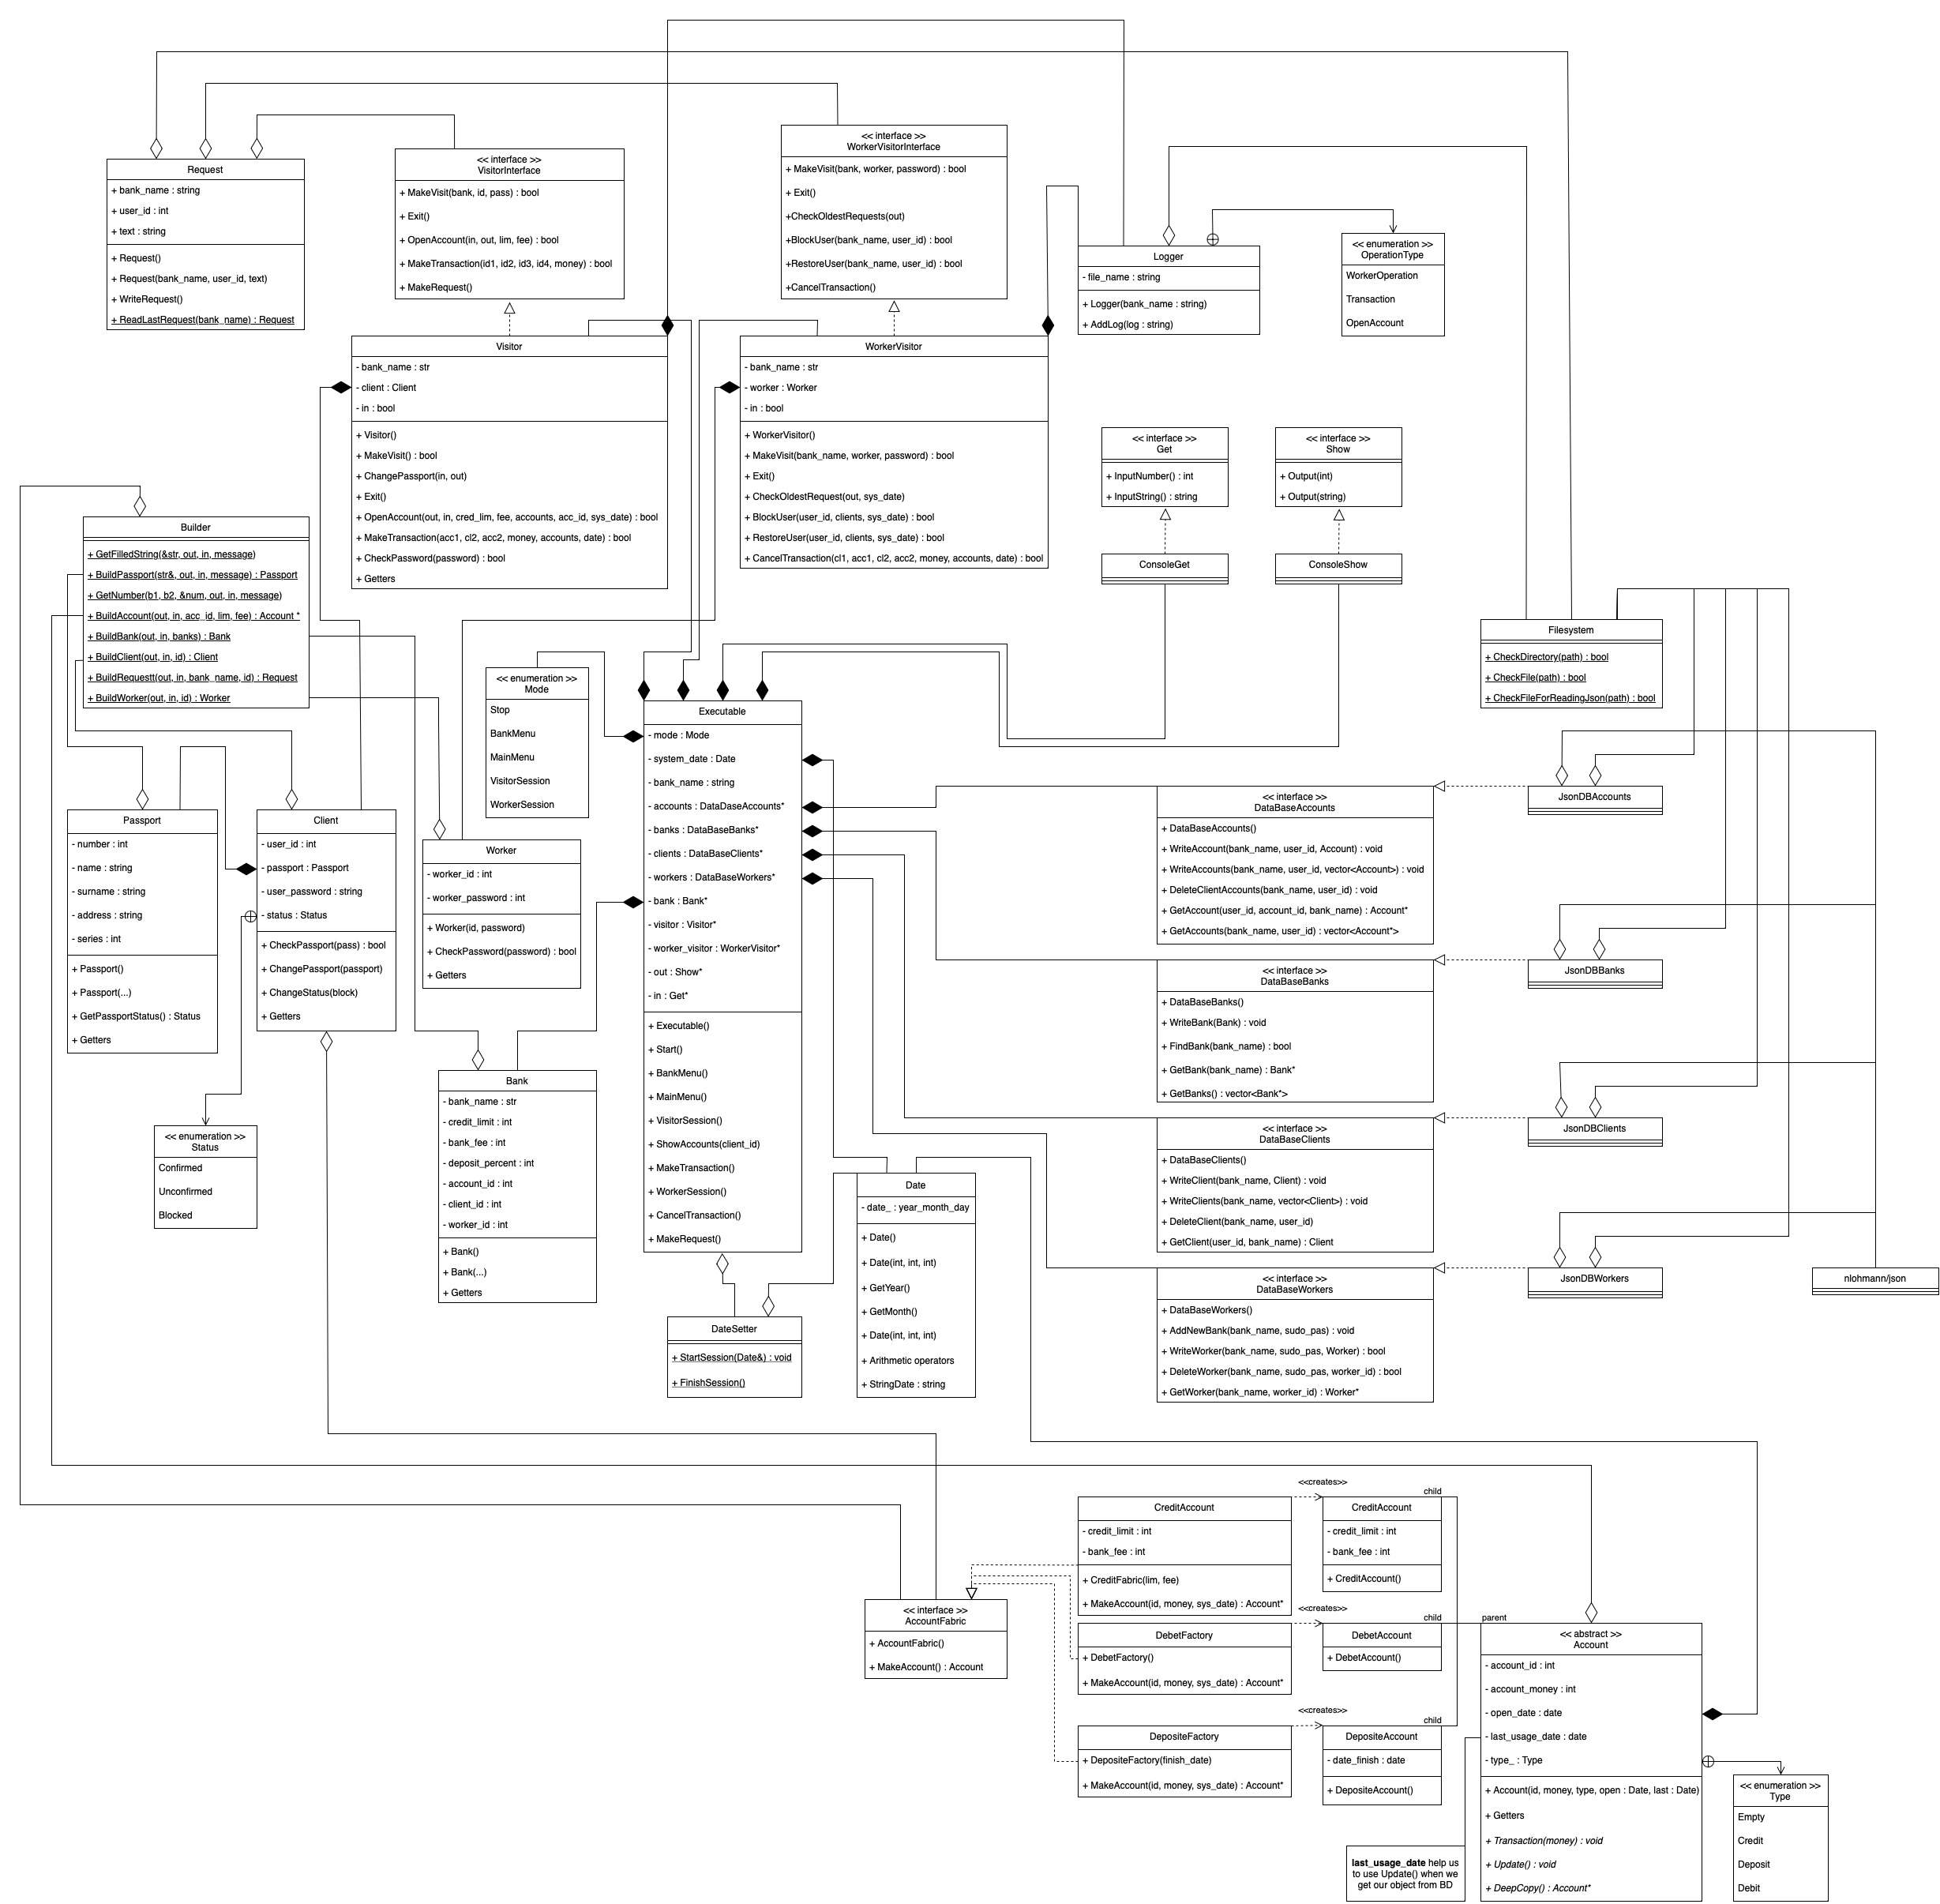 Request
+ bank_name : string
+ user_id : int
+ text : string
+ Request()
+ Request(bank_name, user_id, text)
+ WriteRequest()
+ ReadLastRequest(bank_name) : Request
<< interface >>
VisitorInterface
+ MakeVisit(bank, id, pass) : bool
+ Exit()
+ OpenAccount(in, out, lim, fee) : bool
+ MakeTransaction(id1, id2, id3, id4, money) : bool
+ MakeRequest()
<< interface >>
WorkerVisitorInterface
+ MakeVisit(bank, worker, password) : bool
+ Exit()
+CheckOldestRequests(out)
+BlockUser(bank_name, user_id) : bool
+RestoreUser(bank_name, user_id) : bool
+CancelTransaction()
Logger
- file_name : string
+ Logger(bank_name : string)
+ AddLog(log : string)
<< enumeration >>
OperationType
WorkerOperation
Transaction
OpenAccount
Visitor
- bank_name : str
- client : Client
- in : bool
+ Visitor()
+ MakeVisit() : bool
+ ChangePassport(in, out)
+ Exit()
+ OpenAccount(out, in, cred_lim, fee, accounts, acc_id, sys_date) : bool
+ MakeTransaction(acc1, cl2, acc2, money, accounts, date) : bool
+ CheckPassword(password) : bool
+ Getters
WorkerVisitor
- bank_name : str
- worker : Worker
- in : bool
+ WorkerVisitor()
+ MakeVisit(bank_name, worker, password) : bool
+ Exit()
+ CheckOldestRequest(out, sys_date)
+ BlockUser(user_id, clients, sys_date) : bool
+ RestoreUser(user_id, clients, sys_date) : bool
+ CancelTransaction(cl1, acc1, cl2, acc2, money, accounts, date) : bool
<< interface >>
Get
+ InputNumber() : int
+ InputString() : string
<< interface >>
Show
+ Output(int)
+ Output(string)
ConsoleGet
ConsoleShow
Builder
+ GetFilledString(&str, out, in, message)
+ BuildPassport(str&, out, in, message) : Passport
+ GetNumber(b1, b2, &num, out, in, message)
+ BuildAccount(out, in, acc_id, lim, fee) : Account *
+ BuildBank(out, in, banks) : Bank
+ BuildClient(out, in, id) : Client
+ BuildRequestt(out, in, bank_name, id) : Request
+ BuildWorker(out, in, id) : Worker
Filesystem
+ CheckDirectory(path) : bool
+ CheckFile(path) : bool
+ CheckFileForReadingJson(path) : bool
<< enumeration >>
Mode
Stop
BankMenu
MainMenu
VisitorSession
WorkerSession
Executable
- mode : Mode
- system_date : Date
- bank_name : string
- accounts : DataDaseAccounts*
- banks : DataBaseBanks*
- clients : DataBaseClients*
- workers : DataBaseWorkers*
- bank : Bank*
- visitor : Visitor*
- worker_visitor : WorkerVisitor*
- out : Show*
- in : Get*
+ Executable()
+ Start()
+ BankMenu()
+ MainMenu()
+ VisitorSession()
+ ShowAccounts(client_id)
+ MakeTransaction()
+ WorkerSession()
+ CancelTransaction()
+ MakeRequest()
Passport
- number : int
- name : string
- surname : string
- address : string
- series : int
+ Passport()
+ Passport(...)
+ GetPassportStatus() : Status
+ Getters
Client
- user_id : int
- passport : Passport
- user_password : string
- status : Status
+ CheckPassport(pass) : bool
+ ChangePassport(passport)
+ ChangeStatus(block)
+ Getters
Worker
- worker_id : int
- worker_password : int
+ Worker(id, password)
+ CheckPassword(password) : bool
+ Getters
<< enumeration >>
Status
Confirmed
Unconfirmed
Blocked
Bank
- bank_name : str
- credit_limit : int
- bank_fee : int
- deposit_percent : int
- account_id : int
- client_id : int
- worker_id : int
+ Bank()
+ Bank(...)
+ Getters
<< interface >>
DataBaseAccounts
+ DataBaseAccounts()
+ WriteAccount(bank_name, user_id, Account) : void
+ WriteAccounts(bank_name, user_id, vector<Account>) : void
+ DeleteClientAccounts(bank_name, user_id) : void
+ GetAccount(user_id, account_id, bank_name) : Account*
+ GetAccounts(bank_name, user_id) : vector<Account*>
JsonDBAccounts
<< interface >>
DataBaseBanks
+ DataBaseBanks()
+ WriteBank(Bank) : void
+ FindBank(bank_name) : bool
+ GetBank(bank_name) : Bank*
+ GetBanks() : vector<Bank*>
JsonDBBanks
<< interface >>
DataBaseClients
+ DataBaseClients()
+ WriteClient(bank_name, Client) : void
+ WriteClients(bank_name, vector<Client>) : void
+ DeleteClient(bank_name, user_id)
+ GetClient(user_id, bank_name) : Client
JsonDBClients
<< interface >>
DataBaseWorkers
+ DataBaseWorkers()
+ AddNewBank(bank_name, sudo_pas) : void
+ WriteWorker(bank_name, sudo_pas, Worker) : bool
+ DeleteWorker(bank_name, sudo_pas, worker_id) : bool
+ GetWorker(bank_name, worker_id) : Worker*
JsonDBWorkers
nlohmann/json
Date
- date_ : year_month_day
+ Date()
+ Date(int, int, int)
+ GetYear()
+ GetMonth()
+ Date(int, int, int)
+ Arithmetic operators
+ StringDate : string
DateSetter
+ StartSession(Date&) : void
+ FinishSession()
<< interface >>
AccountFabric
+ AccountFabric()
+ MakeAccount() : Account
CreditAccount
- credit_limit : int
- bank_fee : int
+ CreditFabric(lim, fee)
+ MakeAccount(id, money, sys_date) : Account*
<<creates>>
child
CreditAccount
- credit_limit : int
- bank_fee : int
+ CreditAccount()
DebetFactory
+ DebetFactory()
+ MakeAccount(id, money, sys_date) : Account*
<<creates>>
child
DebetAccount
+ DebetAccount()
DepositeFactory
+ DepositeFactory(finish_date)
+ MakeAccount(id, money, sys_date) : Account*
<<creates>>
child
DepositeAccount
- date_finish : date
+ DepositeAccount()
parent
<< abstract >>
Account
- account_id : int
- account_money : int
- open_date : date
- last_usage_date : date
- type_ : Type
+ Account(id, money, type, open : Date, last : Date)
+ Getters
+ Transaction(money) : void
+ Update() : void
+ DeepCopy() : Account*
last_usage_date help us
to use Update() when we
get our object from BD
<< enumeration >>
Type
Empty
Credit
Deposit
Debit